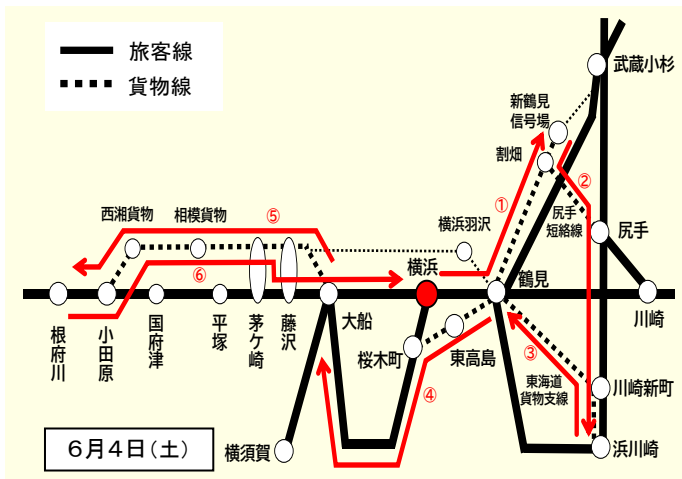 旅客線
貨物線
武蔵小杉
新鶴見
信号場
割畑
①
②
尻手
短絡線
尻手
西湘貨物
相模貨物
⑤
横浜羽沢
⑥
横浜
鶴見
根府川
小田原
国府津
平塚
茅ケ崎
藤沢
大船
川崎
桜木町
東高島
③
④
東海道
貨物支線
川崎新町
浜川崎
横須賀
6月4日(土)